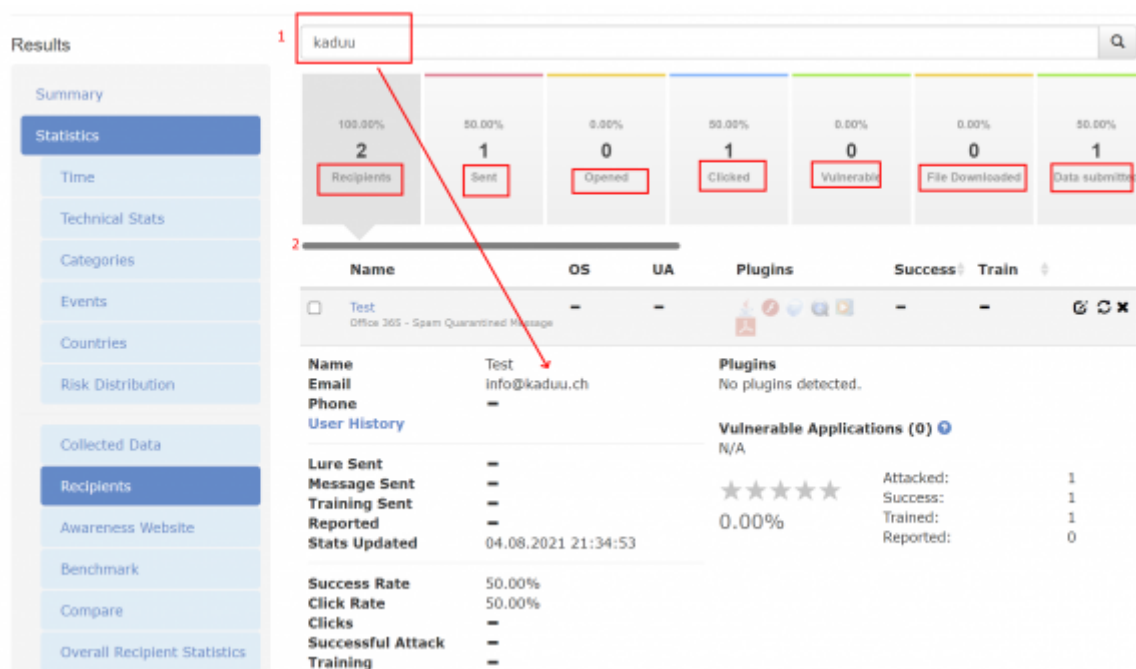 Results
1
kaduu
Summary
Statistics
Time
Technical Stats
Categories
Events
Countries
Risk Distribution
Collected Data
Recipients
Awareness Website
Benchmark
Compare
Overall Recipient Statistics
100.00%
2
Recipients
50.00%
1
Sent
0.00%
0
Opened
50.00%
1
Clicked
0.00%
0
Vulnerable
0.00%
0
File Downloaded
50.00%
1
Data submitted
2
Name OS UA Plugins Success Train
Test
Office 365 - Spam Quarantined Message
Name Test
Email info@kaduu.ch
Phone
User History
Lure Sent
Message Sent
Training Sent
Reported
Stats Updated 04.08.2021 21:34:53
Success Rate 50.00%
Click Rate 50.00%
Clicks
Successful Attack
Training
Plugins
No plugins detected.
Vulnerable Applications (0)
N/A
0.00%
Attacked: 1
Success: 1
Trained: 1
Reported: 0